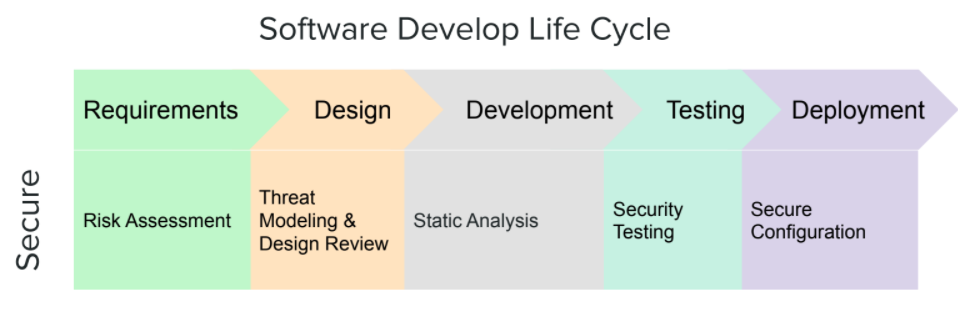 Software Develop Life Cycle
Requirements
Design
Development
Testing
Deployment
Secure
Risk Assessment
Threat
Modeling &
Design Review
Static Analysis
Security
Testing
Secure
Configuration